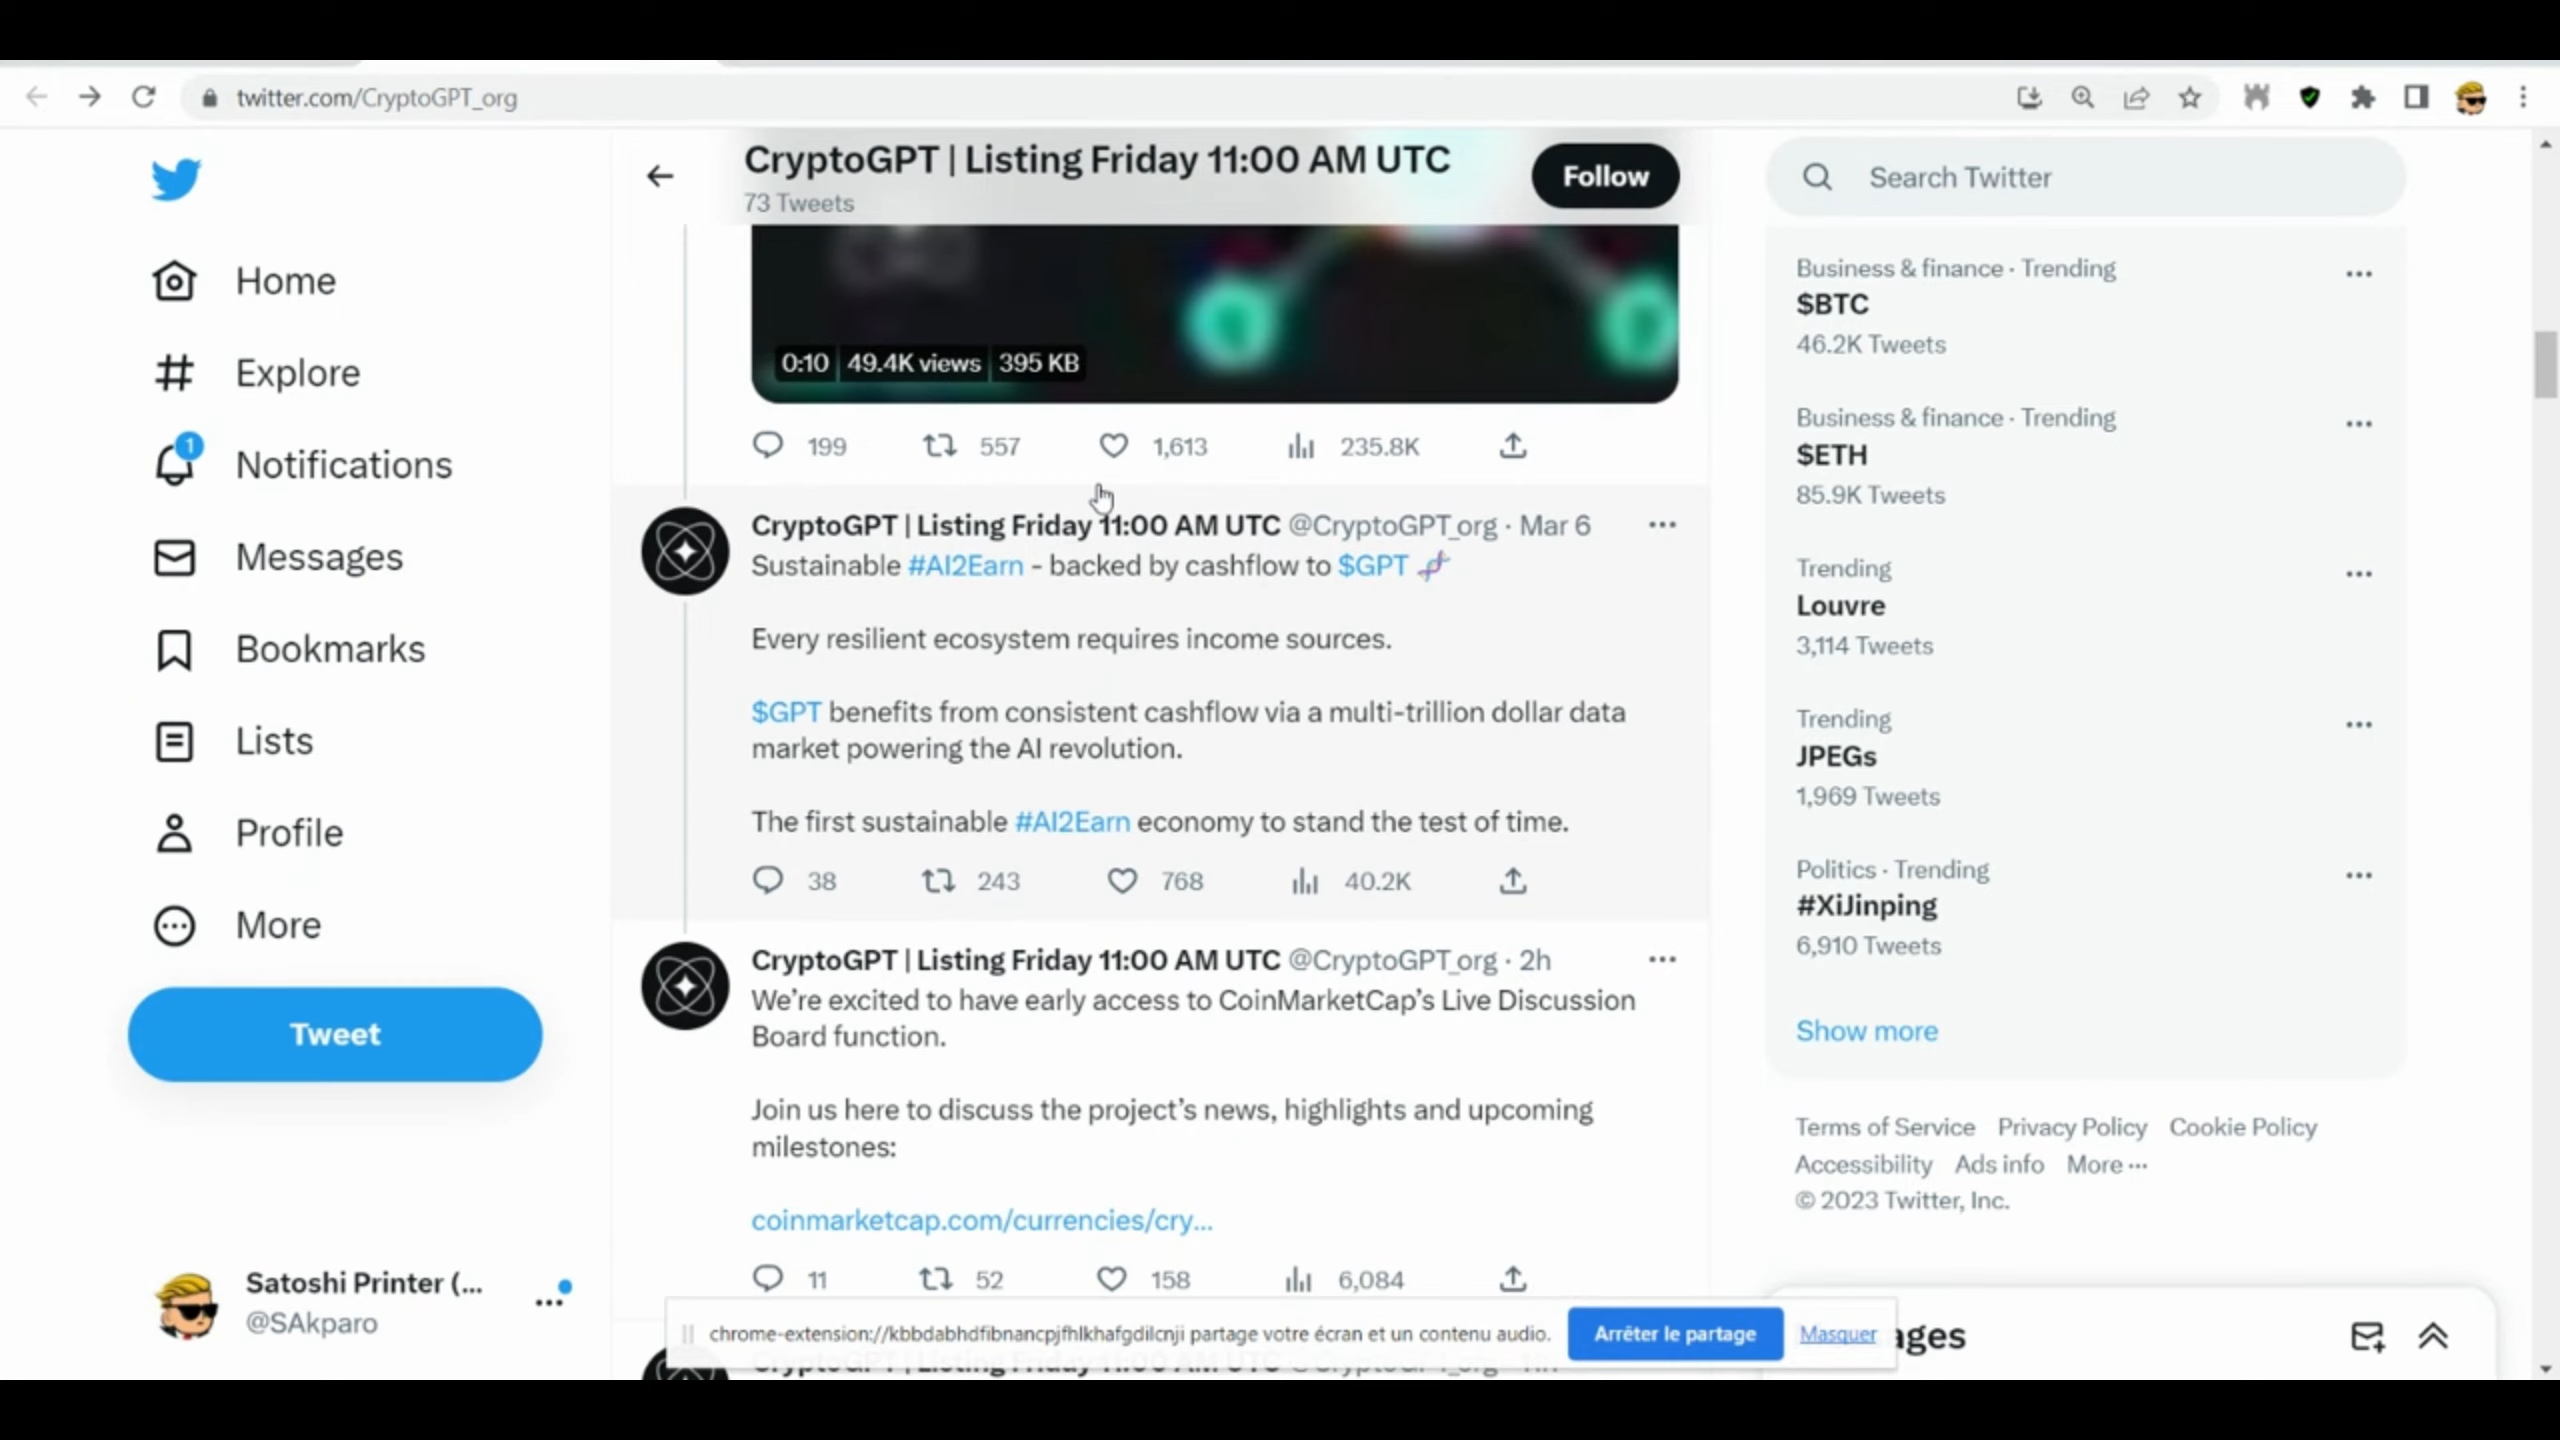 twitter.com/CryptoGPT_org
CryptoGPT | Listing Friday 11:00 AM UTC
73 Tweets
Follow
Search Twitter
Home
Explore
1
Notifications
Messages
Bookmarks
Lists
Profile
More
Tweet
Satoshi Printer (...
@SAkparo
0:10 49.4K views 395 KB
199 557 1,613 235.8K
CryptoGPT | Listing Friday 11:00 AM UTC @CryptoGPT_org · Mar 6
Sustainable #AI2Earn - backed by cashflow to $GPT
Every resilient ecosystem requires income sources.
$GPT benefits from consistent cashflow via a multi-trillion dollar data
market powering the AI revolution.
The first sustainable #AI2Earn economy to stand the test of time.
38 243 768 40.2K
CryptoGPT | Listing Friday 11:00 AM UTC @CryptoGPT_org · 2h
We're excited to have early access to CoinMarketCap's Live Discussion
Board function.
Join us here to discuss the project's news, highlights and upcoming
milestones:
coinmarketcap.com/currencies/cry...
11 52 158 6,084
chrome-extension://kbbdabhdfibnancpjfhlkhafgdilcnji partage votre écran et un contenu audio.
Arrêter le partage
Masquer
Business & finance · Trending
$BTC
46.2K Tweets
Business & finance · Trending
$ETH
85.9K Tweets
Trending
Louvre
3,114 Tweets
Trending
JPEGs
1,969 Tweets
Politics · Trending
#XiJinping
6,910 Tweets
Show more
Terms of Service Privacy Policy Cookie Policy
Accessibility Ads info More ...
© 2023 Twitter, Inc.
ages